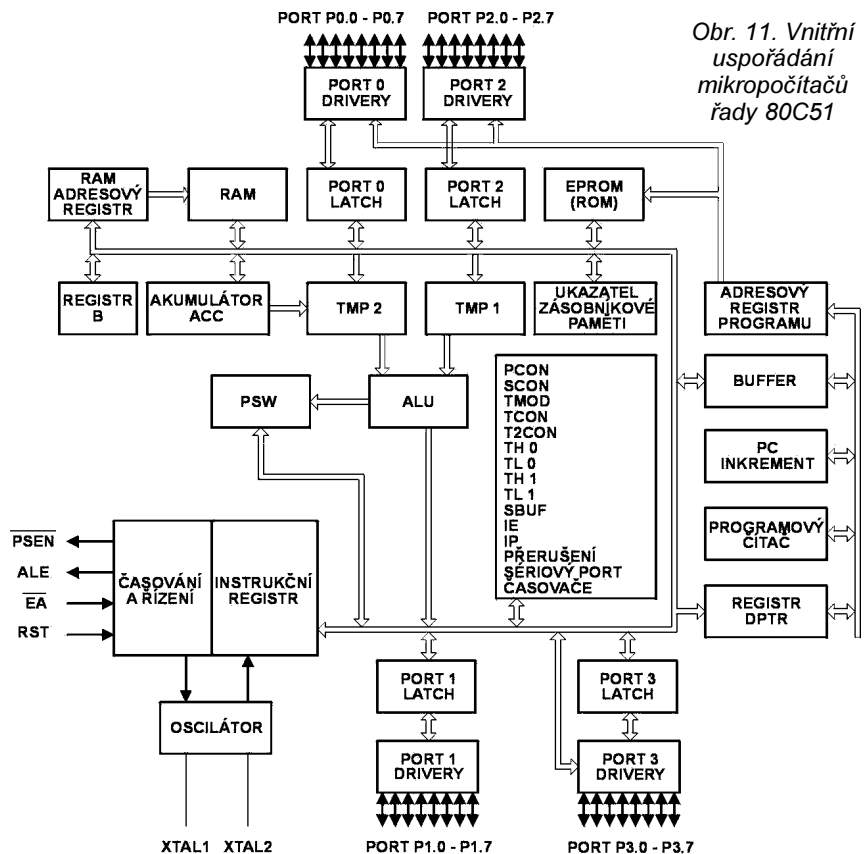 PORT P0.0 - P0.7
PORT P2.0 - P2.7
Obr. 11. Vnitřní
uspořádání
mikropočítačů
řady 80C51
PORT 0
DRIVERY
PORT 2
DRIVERY
RAM
ADRESOVÝ
REGISTR
RAM
PORT 0
LATCH
PORT 2
LATCH
EPROM
(ROM)
REGISTR
B
AKUMULÁTOR
ACC
TMP 2
TMP 1
UKAZATEL
ZÁSOBNÍKOVÉ
PAMĚTI
ADRESOVÝ
REGISTR
PROGRAMU
PSW
ALU
PCON
SCON
TMOD
TCON
T2CON
TH 0
TL 0
TH 1
TL 1
SBUF
IE
IP
PŘERUŠENÍ
SÉRIOVÝ PORT
ČASOVAČE
BUFFER
PC
INKREMENT
PROGRAMOVÝ
ČÍTAČ
REGISTR
DPTR
PSEN
ALE
EA
RST
ČASOVÁNÍ
A ŘÍZENÍ
INSTRUKČNÍ
REGISTR
OSCILÁTOR
XTAL1
XTAL2
PORT 1
LATCH
PORT 3
LATCH
PORT 1
DRIVERY
PORT 3
DRIVERY
PORT P1.0 - P1.7
PORT P3.0 - P3.7